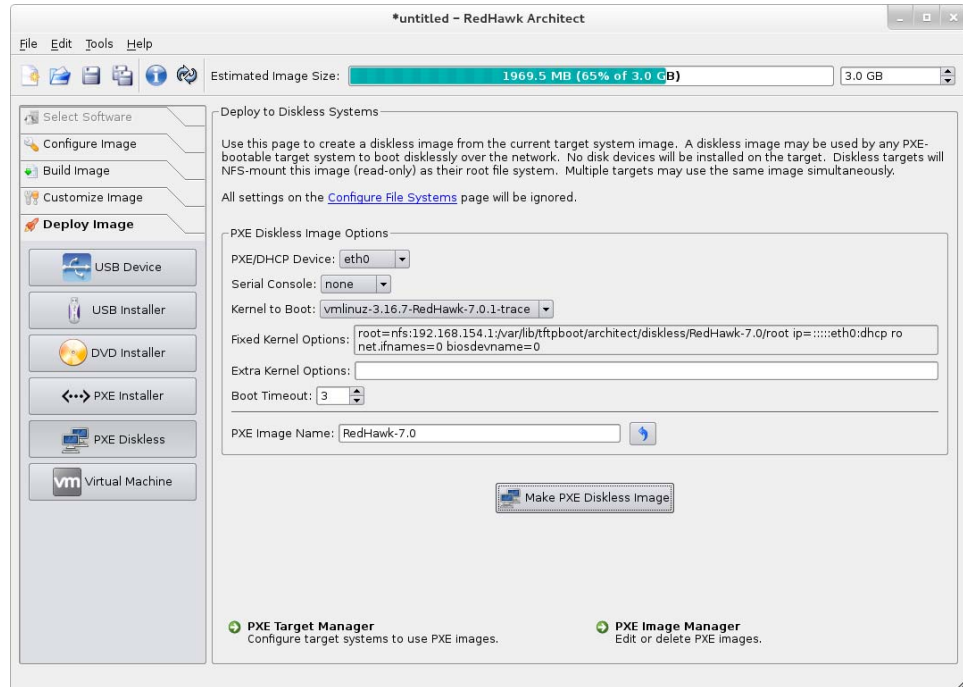 *untitled – RedHawk Architect
File Edit Tools Help
Estimated Image Size: 1969.5 MB (65% of 3.0 GB) 3.0 GB
Select Software
Configure Image
Build Image
Customize Image
Deploy Image
USB Device
USB Installer
DVD Installer
PXE Installer
PXE Diskless
vm Virtual Machine
Deploy to Diskless Systems
Use this page to create a diskless image from the current target system image. A diskless image may be used by any PXE-
bootable target system to boot disklessly over the network. No disk devices will be installed on the target. Diskless targets will
NFS-mount this image (read-only) as their root file system. Multiple targets may use the same image simultaneously.
All settings on the Configure File Systems page will be ignored.
PXE Diskless Image Options
PXE/DHCP Device: eth0
Serial Console: none
Kernel to Boot: vmlinuz-3.16.7-RedHawk-7.0.1-trace
Fixed Kernel Options: root=nfs:192.168.154.1:/var/lib/tftpboot/architect/diskless/RedHawk-7.0/root ip=:::::eth0:dhcp ro
net.ifnames=0 biosdevname=0
Extra Kernel Options:
Boot Timeout: 3
PXE Image Name: RedHawk-7.0
Make PXE Diskless Image
PXE Target Manager
Configure target systems to use PXE images.
PXE Image Manager
Edit or delete PXE images.